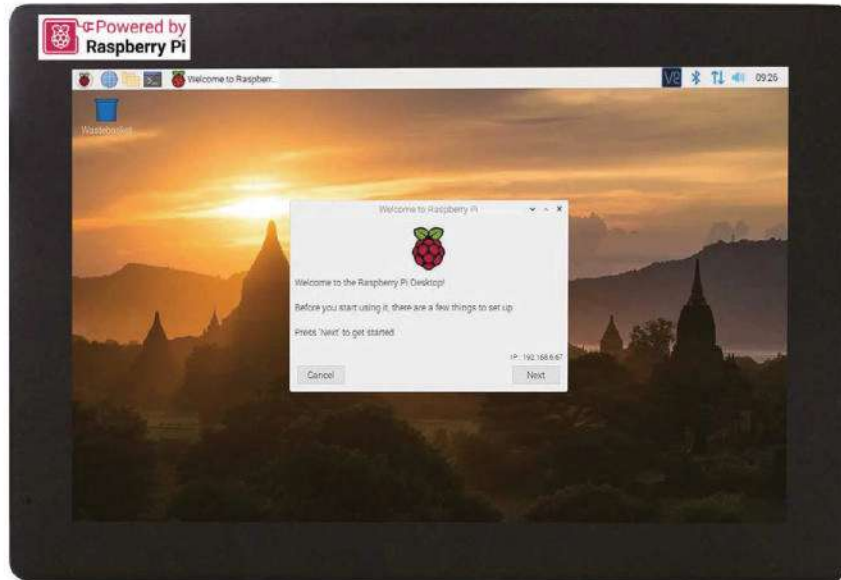 Powered by
Raspberry Pi
Welcome to Raspberr..
V2
09:26
Wastebasket
Welcome to Raspberry Pi
Welcome to the Raspberry Pi Desktop!
Before you start using it, there are a few things to set up.
Press 'Next' to get started.
IP : 192.168.6.67
Cancel
Next